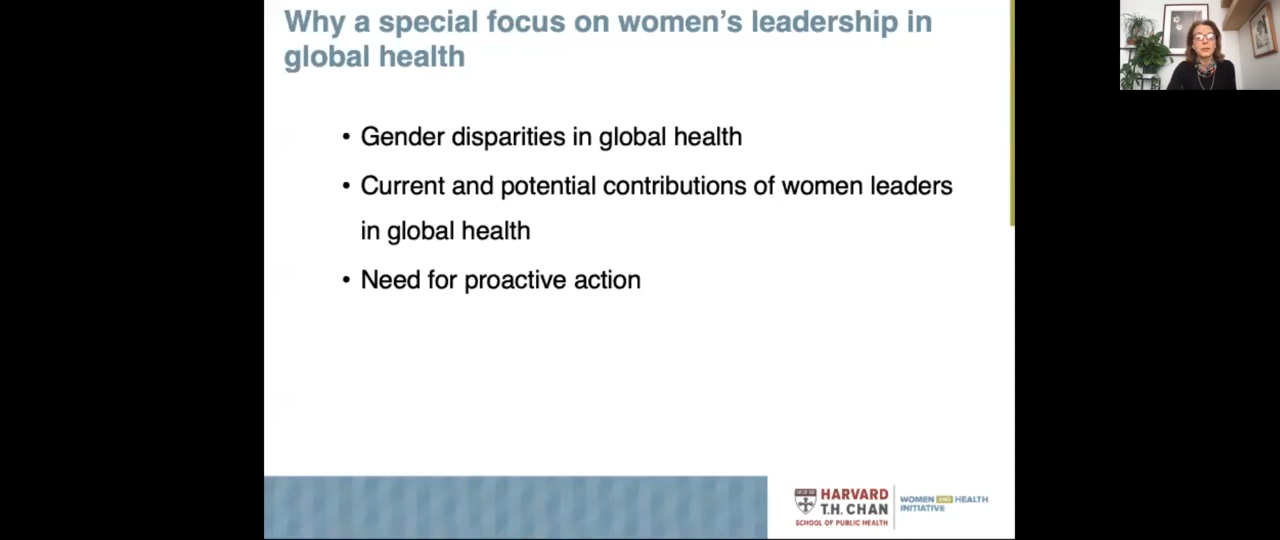 Why a special focus on women's leadership in
global health
• Gender disparities in global health
• Current and potential contributions of women leaders
in global health
• Need for proactive action
HARVARD
T.H. CHAN
SCHOOL OF PUBLIC HEALTH
WOMEN AND HEALTH
INITIATIVE